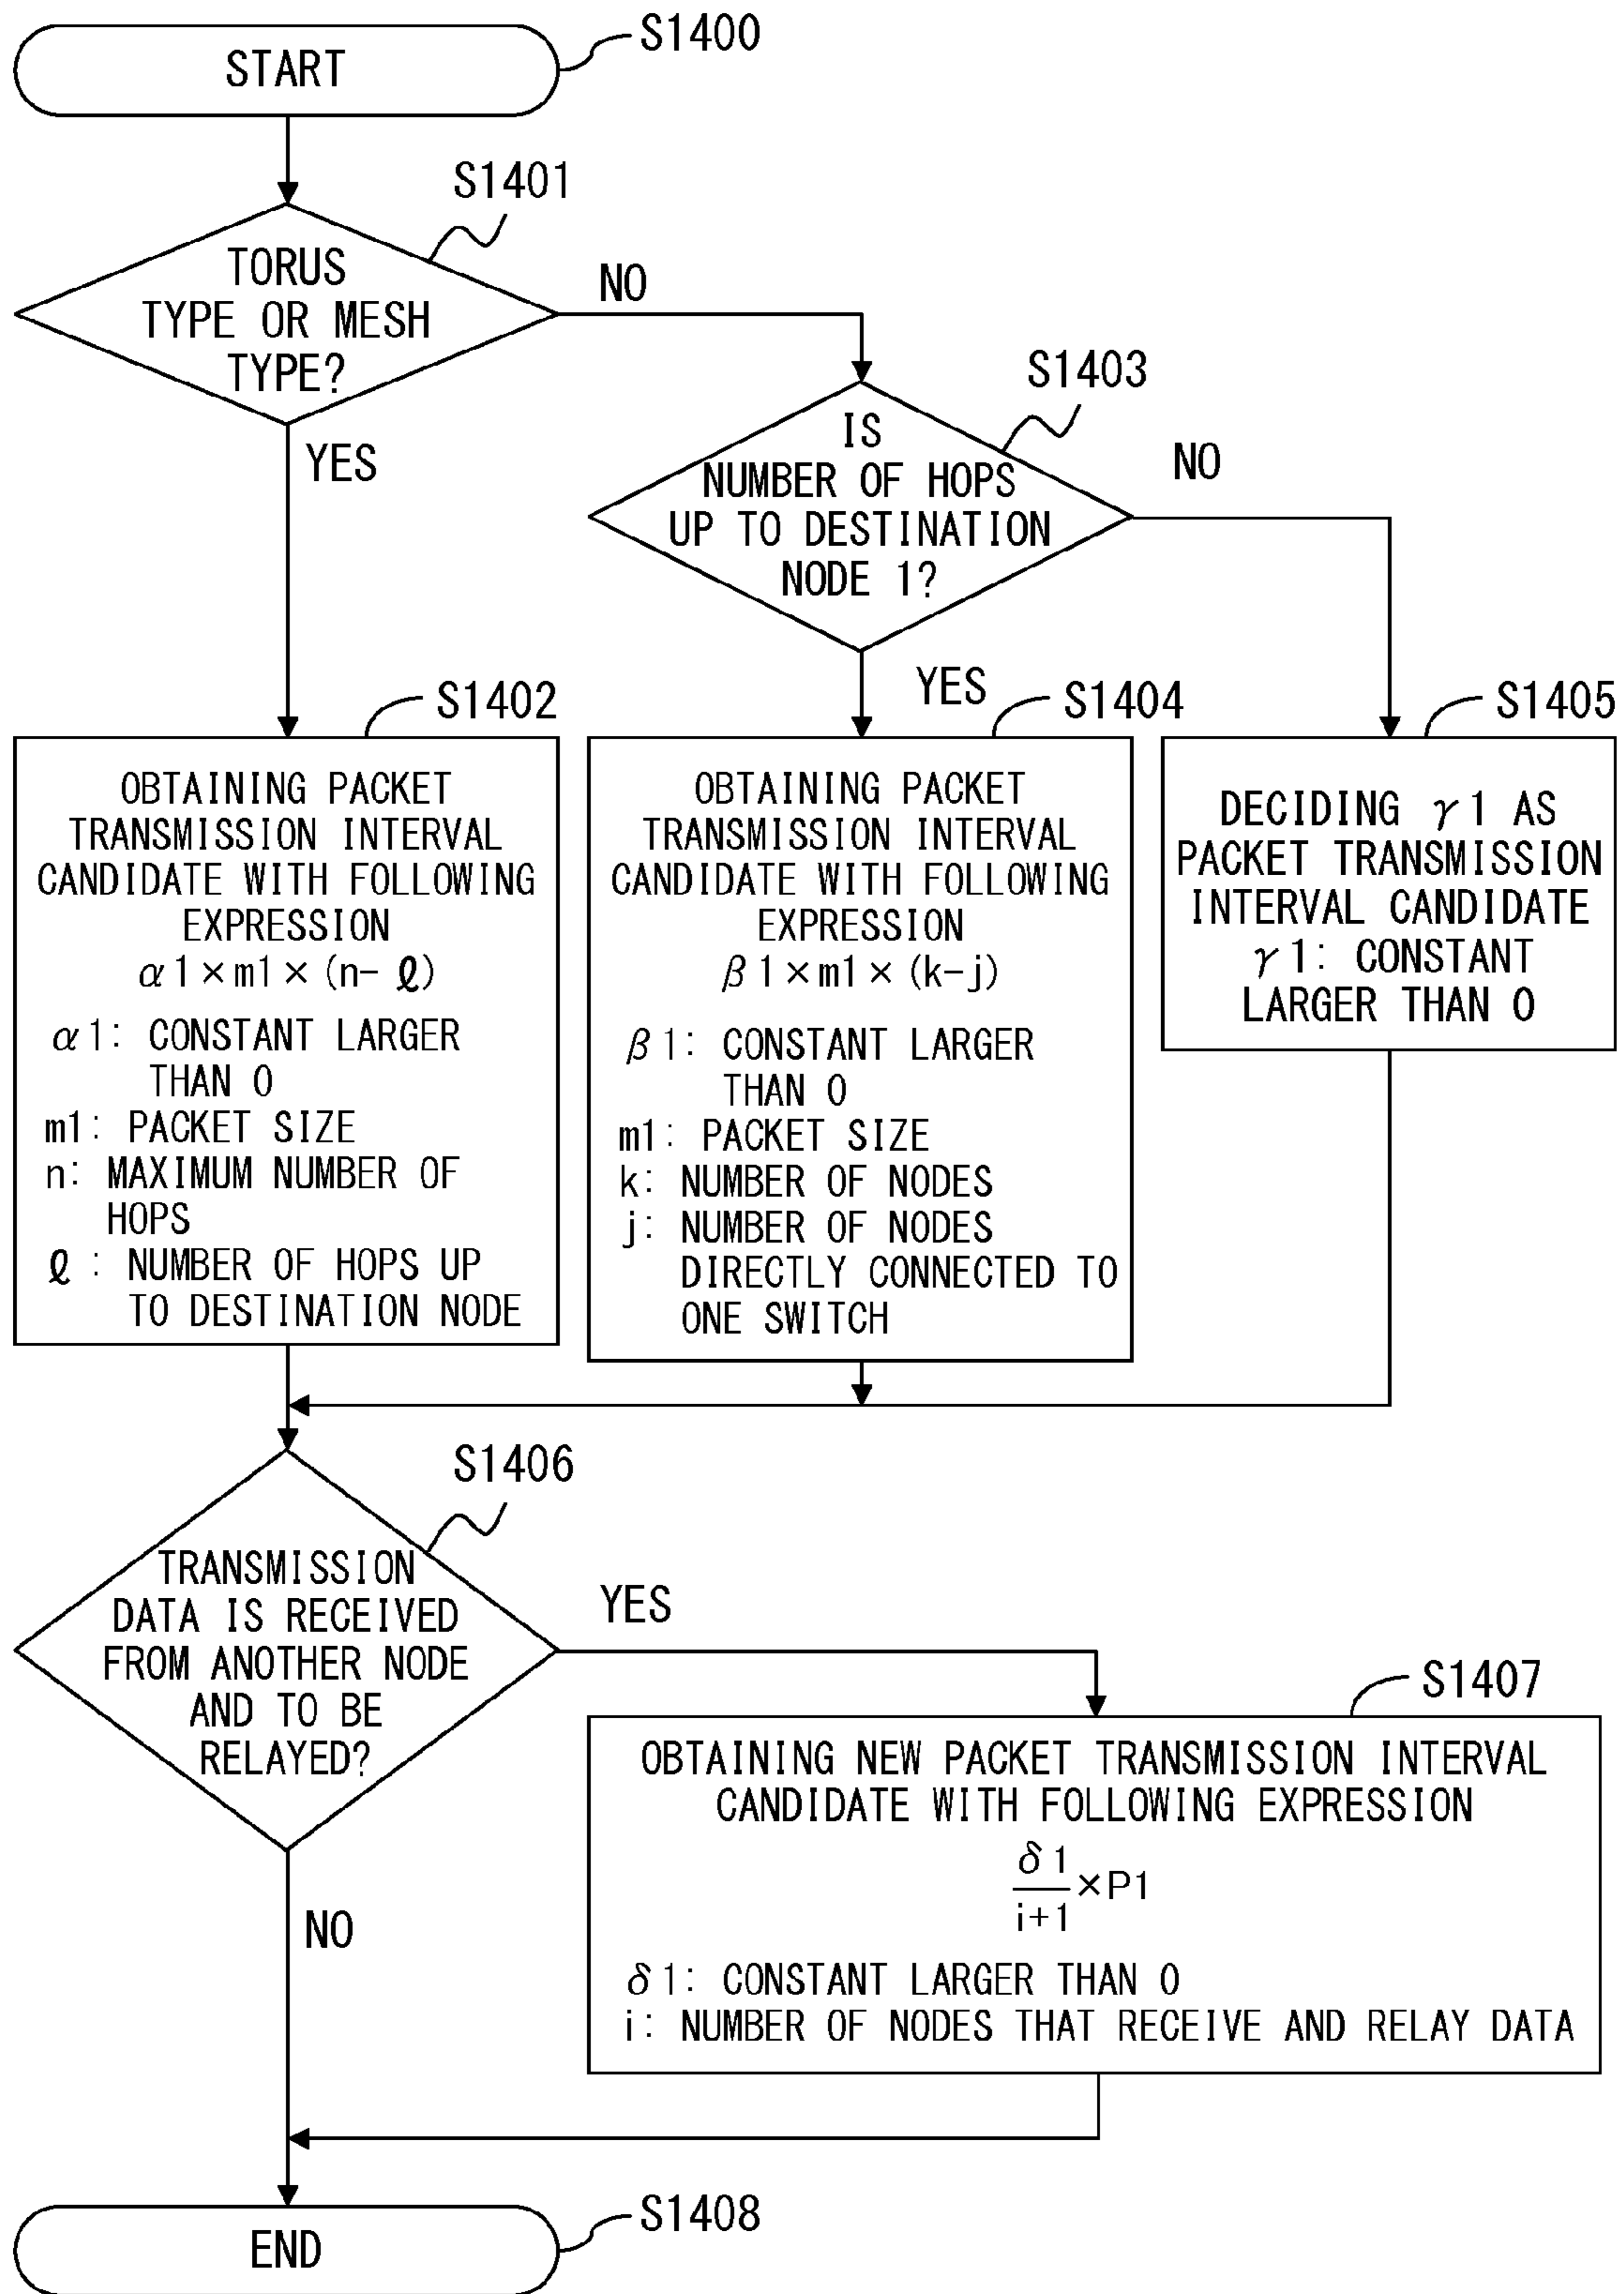 START
S1400
S1401
TORUS
TYPE OR MESH
TYPE?
NO
YES
S1403
IS
NUMBER OF HOPS
UP TO DESTINATION
NODE 1?
NO
YES
S1402
OBTAINING PACKET
TRANSMISSION INTERVAL
CANDIDATE WITH FOLLOWING
EXPRESSION
α1×m1×(n-ℓ)
α1: CONSTANT LARGER
THAN 0
m1: PACKET SIZE
n: MAXIMUM NUMBER OF
HOPS
ℓ: NUMBER OF HOPS UP
TO DESTINATION NODE
S1404
OBTAINING PACKET
TRANSMISSION INTERVAL
CANDIDATE WITH FOLLOWING
EXPRESSION
β1×m1×(k-j)
β1: CONSTANT LARGER
THAN 0
m1: PACKET SIZE
k: NUMBER OF NODES
j: NUMBER OF NODES
DIRECTLY CONNECTED TO
ONE SWITCH
S1405
DECIDING γ1 AS
PACKET TRANSMISSION
INTERVAL CANDIDATE
γ1: CONSTANT
LARGER THAN 0
S1406
TRANSMISSION
DATA IS RECEIVED
FROM ANOTHER NODE
AND TO BE
RELAYED?
YES
NO
S1407
OBTAINING NEW PACKET TRANSMISSION INTERVAL
CANDIDATE WITH FOLLOWING EXPRESSION
δ1
i+1
×P1
δ1: CONSTANT LARGER THAN 0
i: NUMBER OF NODES THAT RECEIVE AND RELAY DATA
END
S1408